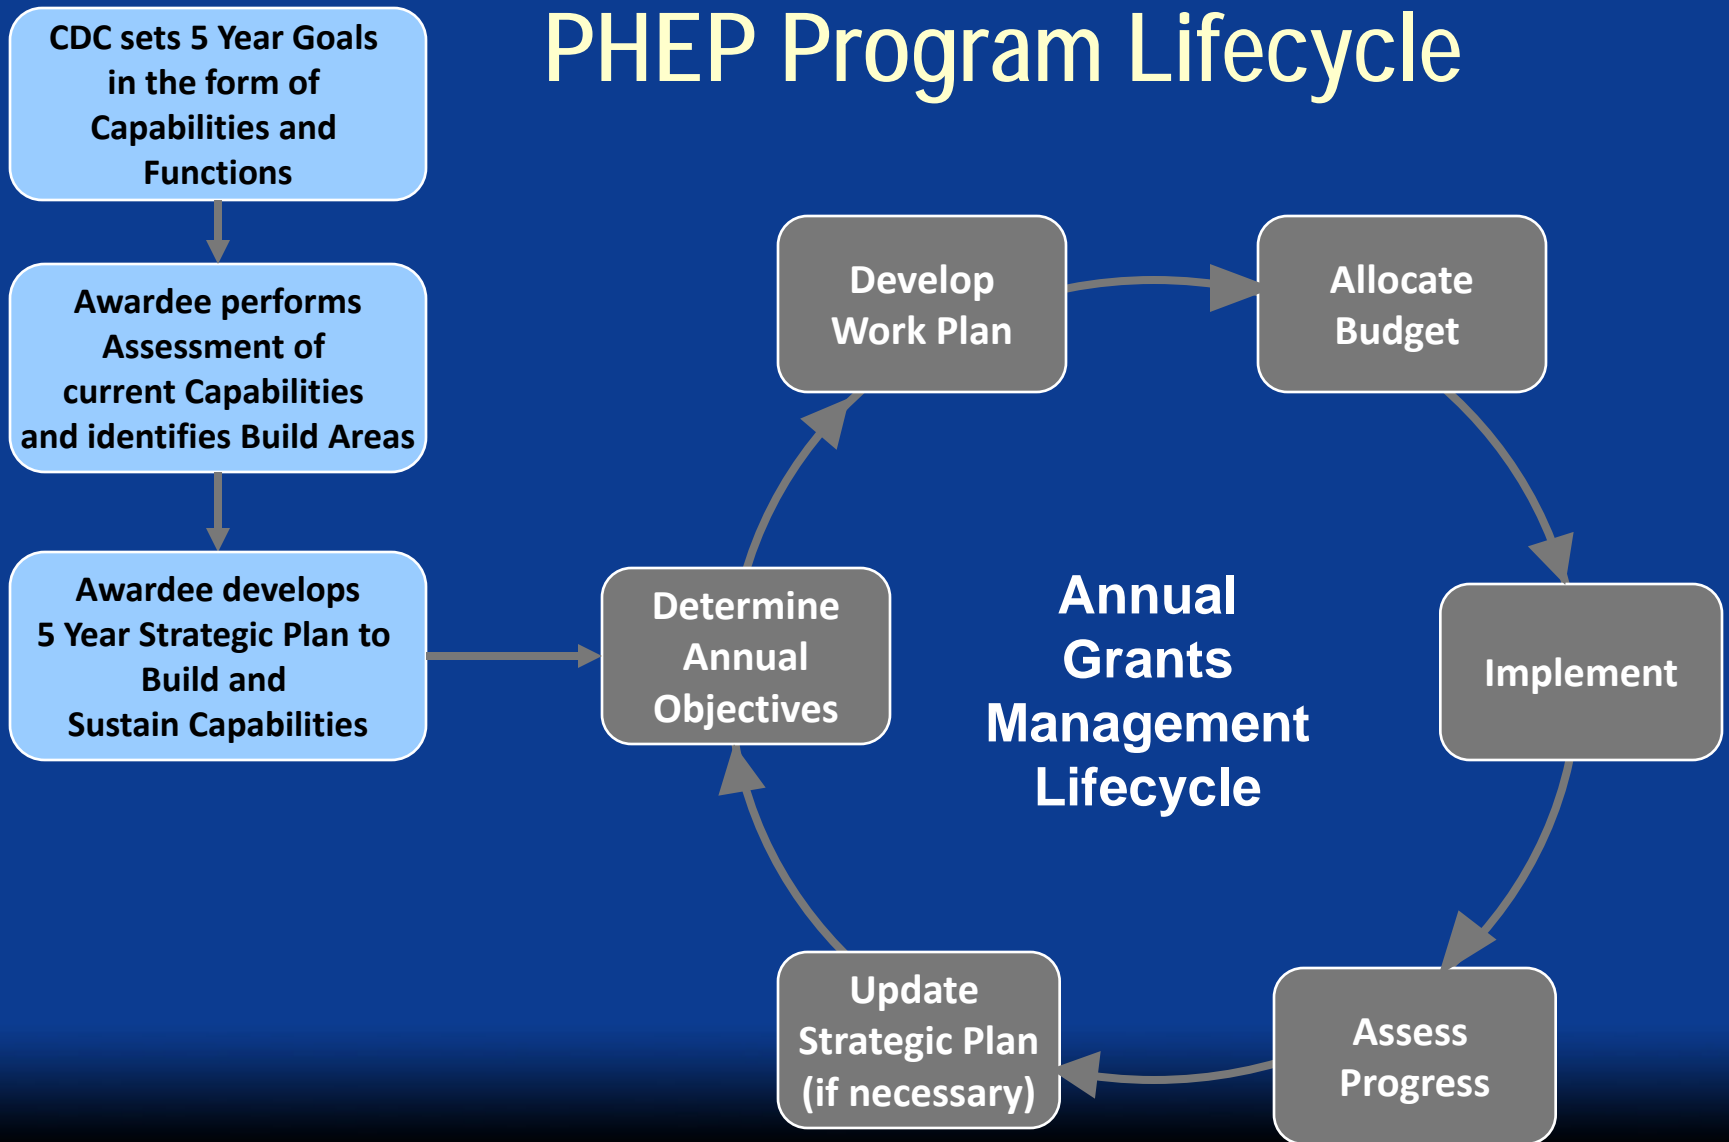 PHEP Program Lifecycle
CDC sets 5 Year Goals
in the form of
Capabilities and
Functions
Awardee performs
Assessment of
current Capabilities
and identifies Build Areas
Awardee develops
5 Year Strategic Plan to
Build and
Sustain Capabilities
Determine
Annual
Objectives
Develop
Work Plan
Allocate
Budget
Implement
Assess
Progress
Update
Strategic Plan
(if necessary)
Annual
Grants
Management
Lifecycle